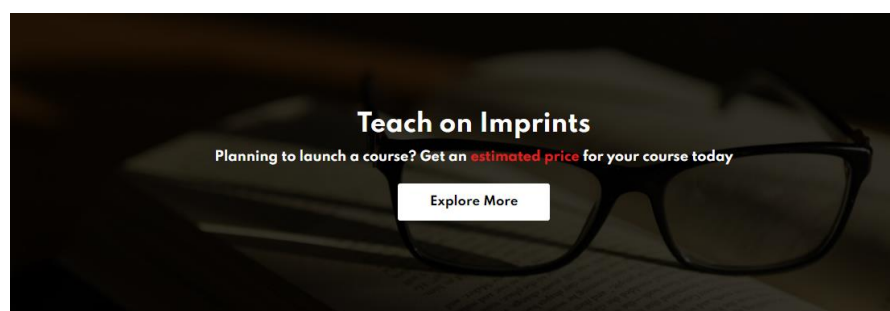 Teach on Imprints
Planning to launch a course? Get an estimated price for your course today
Explore More